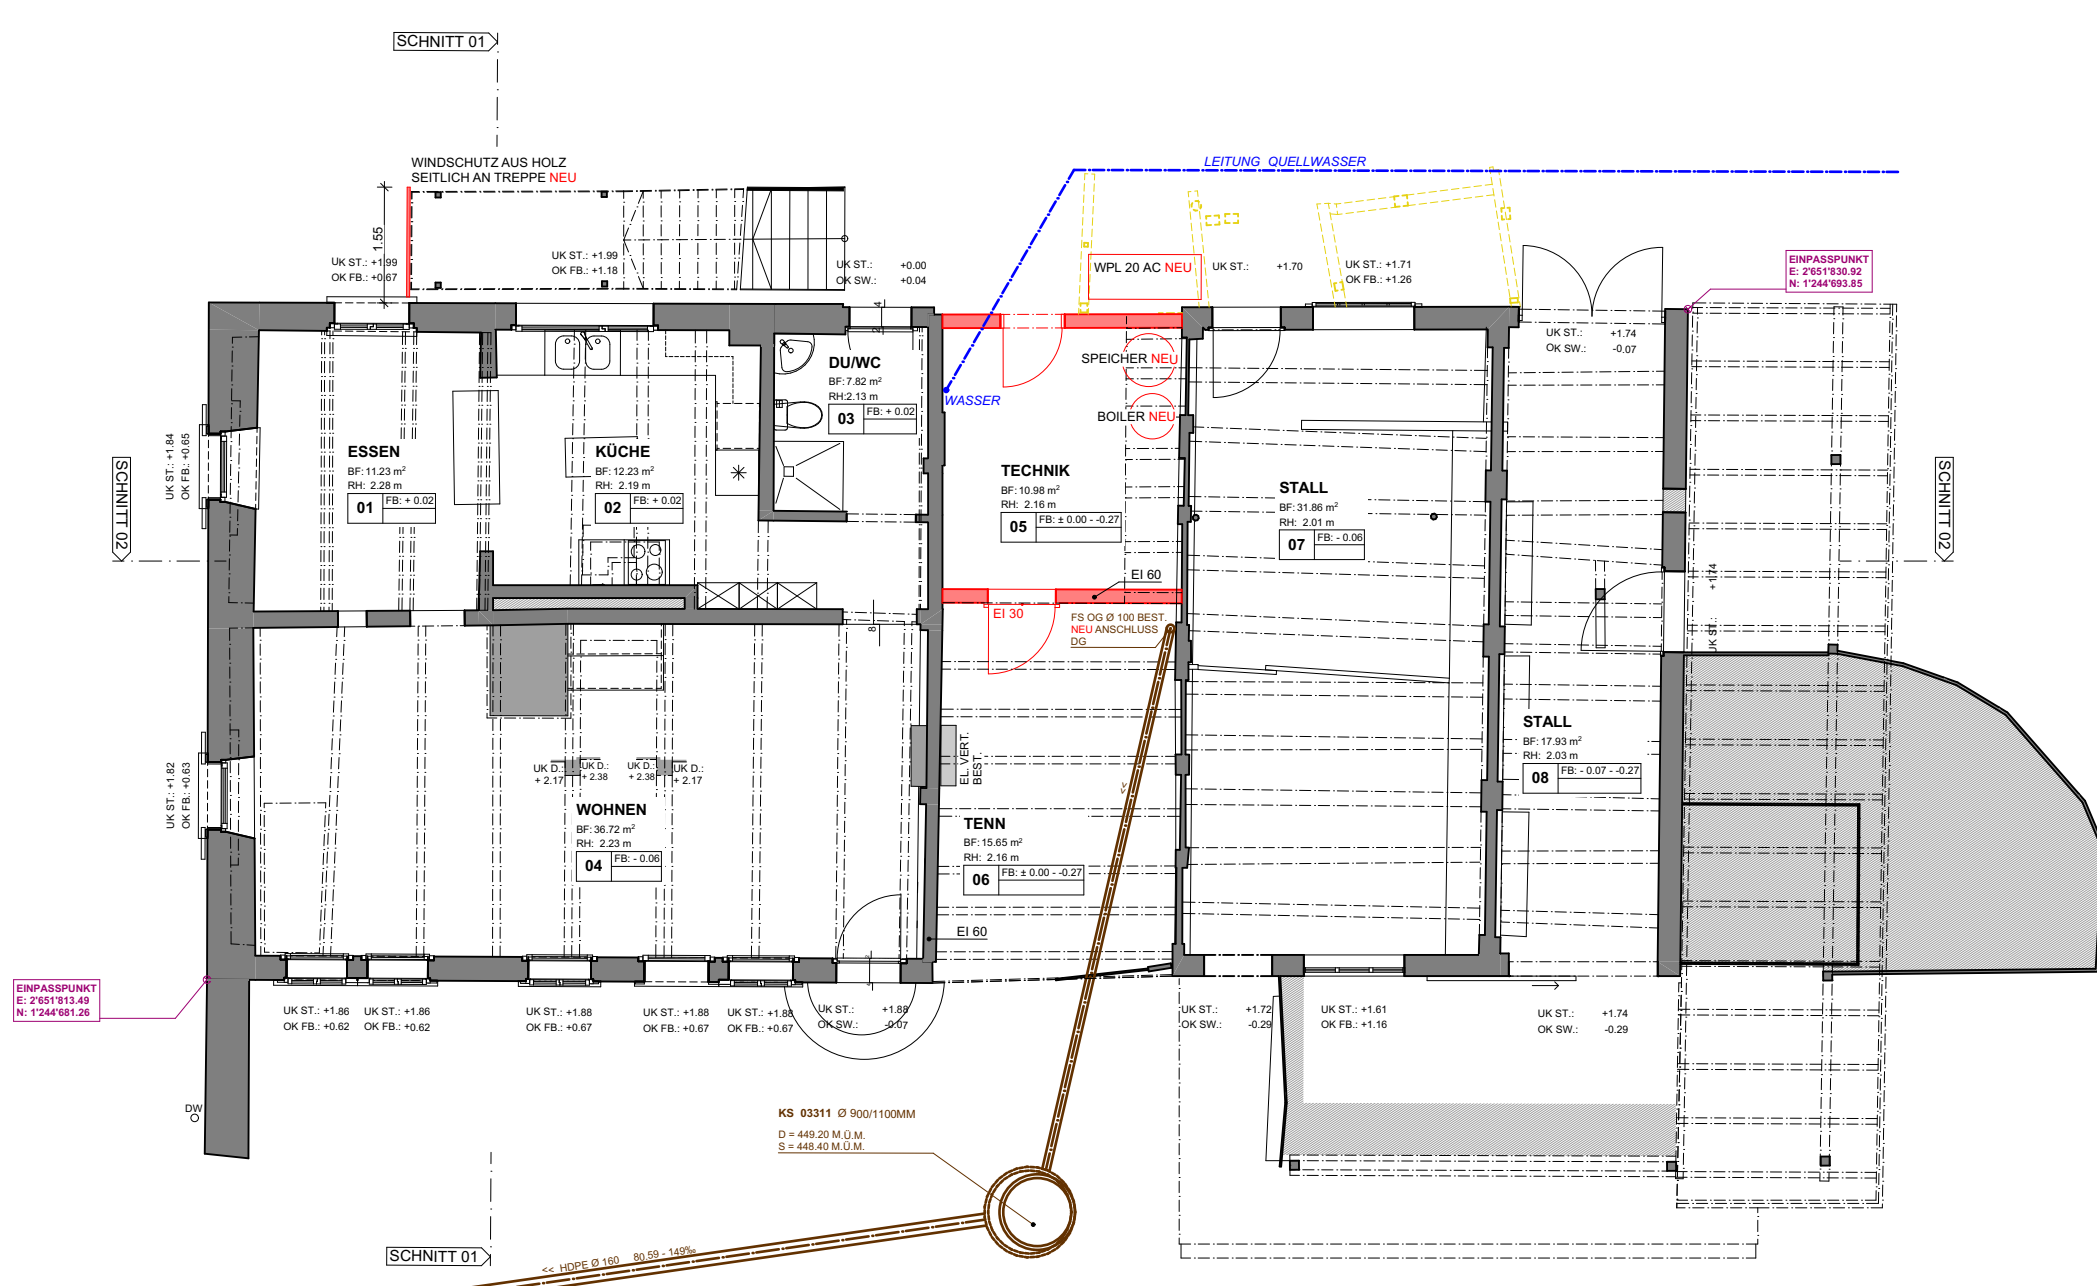 SCHNITT 01
WINDSCHUTZ AUS HOLZ
SEITLICH AN TREPPE NEU
1.55
UK ST.: +1.99
OK FB.: +0.67
UK ST.: +1.99
OK FB.: +1.18
UK ST.: +0.00
OK SW.: +0.04
LEITUNG QUELLWASSER
WPL 20 AC NEU
UK ST.: +1.70
UK ST.: +1.71
OK FB.: +1.26
EINPASSPUNKT
E: 2'651'830.92
N: 1'244'693.85
UK ST.: +1.74
OK SW.: -0.07
SPEICHER NEU
BOILER NEU
WASSER
DU/WC
BF: 7.82 m²
RH: 2.13 m
03 FB: + 0.02
ESSEN
BF: 11.23 m²
RH: 2.28 m
01 FB: + 0.02
KÜCHE
BF: 12.23 m²
RH: 2.19 m
02 FB: + 0.02
TECHNIK
BF: 10.98 m²
RH: 2.16 m
05 FB: ± 0.00 - -0.27
STALL
BF: 31.86 m²
RH: 2.01 m
07 FB: - 0.06
UK ST.: +1.84
OK FB.: +0.65
SCHNITT 02
SCHNITT 02
UK ST.: +1.74
EI 60
EI 30
FS OG Ø 100 BEST.
NEU ANSCHLUSS
DG
8
STALL
BF: 17.93 m²
RH: 2.03 m
08 FB: - 0.07 - -0.27
EL. VERT.
BEST.
UK D.:
+ 2.17
UK D.:
+ 2.38
UK D.:
+ 2.38
UK D.:
+ 2.17
UK ST.: +1.82
OK FB.: +0.63
WOHNEN
BF: 36.72 m²
RH: 2.23 m
04 FB: - 0.06
TENN
BF: 15.65 m²
RH: 2.16 m
06 FB: ± 0.00 - -0.27
<<
EI 60
EINPASSPUNKT
E: 2'651'813.49
N: 1'244'681.26
UK ST.: +1.86
OK FB.: +0.62
UK ST.: +1.86
OK FB.: +0.62
UK ST.: +1.88
OK FB.: +0.67
UK ST.: +1.88
OK FB.: +0.67
UK ST.: +1.88
OK FB.: +0.67
UK ST.: +1.88
OK SW.: -0.07
UK ST.: +1.72
OK SW.: -0.29
UK ST.: +1.61
OK FB.: +1.16
UK ST.: +1.74
OK SW.: -0.29
DW
KS 03311 Ø 900/1100MM
D = 449.20 M.Ü.M.
S = 448.40 M.Ü.M.
SCHNITT 01
<< HDPE Ø 160 80.59 - 149‰